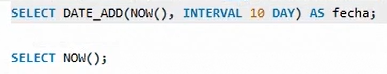 SELECT DATE_ADD(NOW(), INTERVAL 10 DAY) AS fecha;
SELECT NOW();